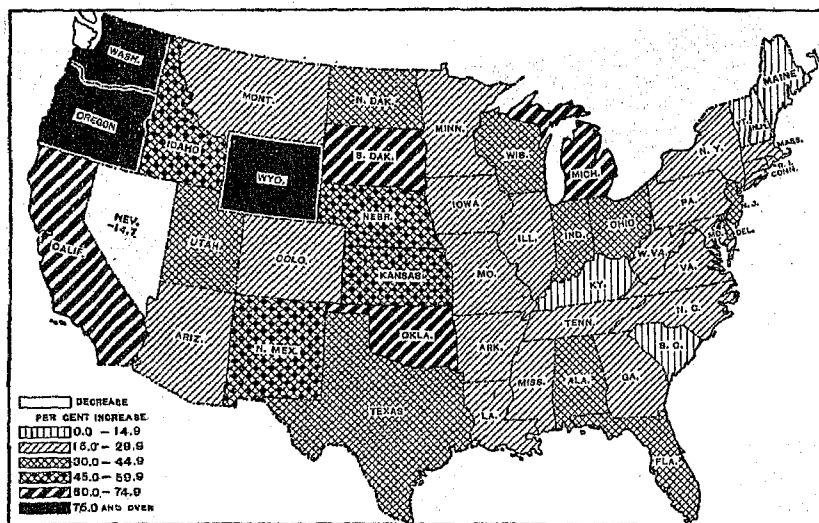 WASH.
OREGON
CALIF.
NEV.
-14.7
IDAHO
MONT.
WYO.
UTAH
COLO.
ARIZ.
N. MEX.
N. DAK.
S. DAK.
NEBR.
KANSAS
OKLA.
TEXAS
MINN.
IOWA
MO.
ARK.
LA.
WIS.
ILL.
MICH.
IND.
OHIO
KY.
TENN.
MISS.
ALA.
GA.
FLA.
S. C.
N. C.
VA.
W. VA.
PA.
N. Y.
MAINE
N.H.
MASS.
R. I.
CONN.
N. J.
DEL.
MD.
DECREASE
PER CENT INCREASE
0.0 - 14.9
15.0 - 29.9
30.0 - 44.9
45.0 - 59.9
60.0 - 74.9
75.0 AND OVER